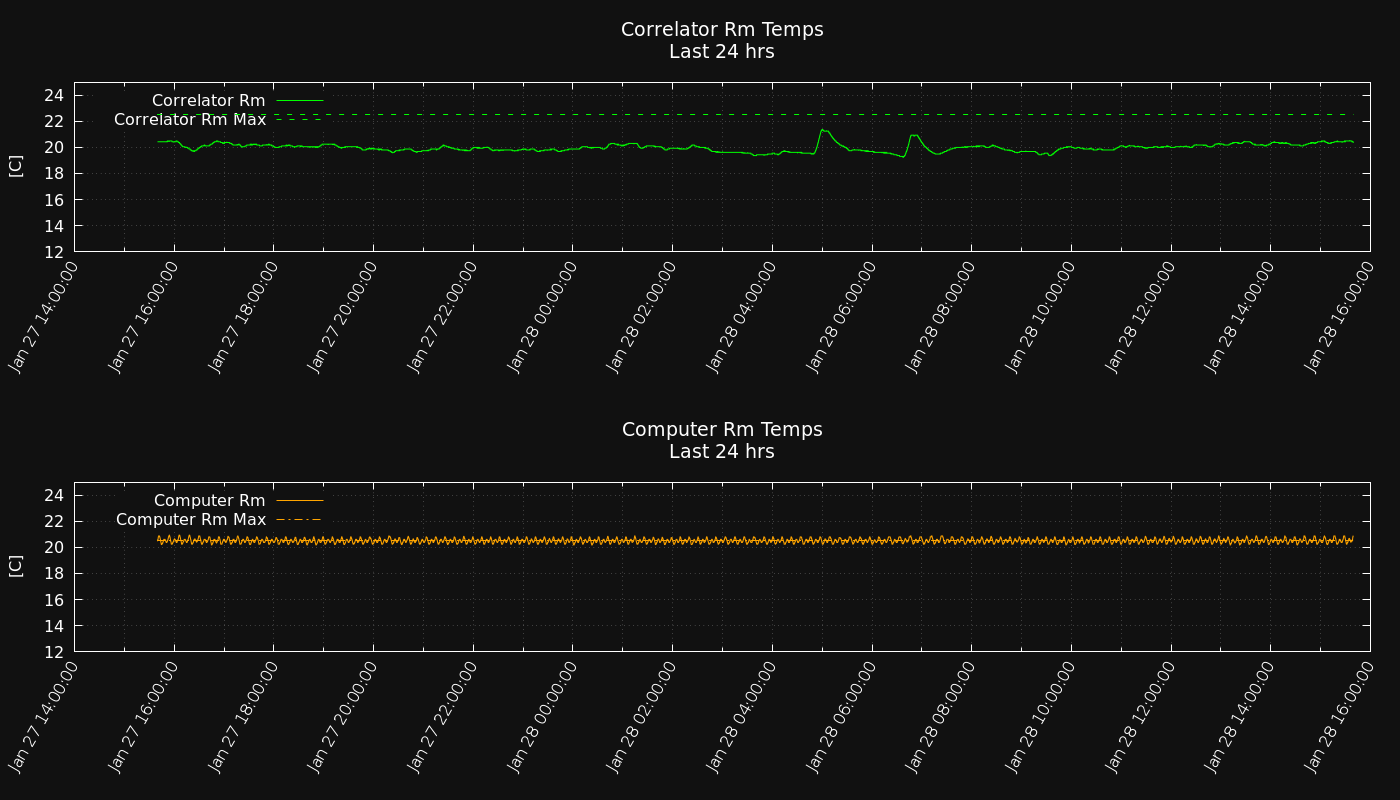 Correlator Rm Temps
Last 24 hrs
Correlator Rm
Correlator Rm Max
[C]
24
22
20
18
16
14
12
Jan 27 14:00:00
Jan 27 16:00:00
Jan 27 18:00:00
Jan 27 20:00:00
Jan 27 22:00:00
Jan 28 00:00:00
Jan 28 02:00:00
Jan 28 04:00:00
Jan 28 06:00:00
Jan 28 08:00:00
Jan 28 10:00:00
Jan 28 12:00:00
Jan 28 14:00:00
Jan 28 16:00:00
Computer Rm Temps
Last 24 hrs
Computer Rm
Computer Rm Max
[C]
24
22
20
18
16
14
12
Jan 27 14:00:00
Jan 27 16:00:00
Jan 27 18:00:00
Jan 27 20:00:00
Jan 27 22:00:00
Jan 28 00:00:00
Jan 28 02:00:00
Jan 28 04:00:00
Jan 28 06:00:00
Jan 28 08:00:00
Jan 28 10:00:00
Jan 28 12:00:00
Jan 28 14:00:00
Jan 28 16:00:00